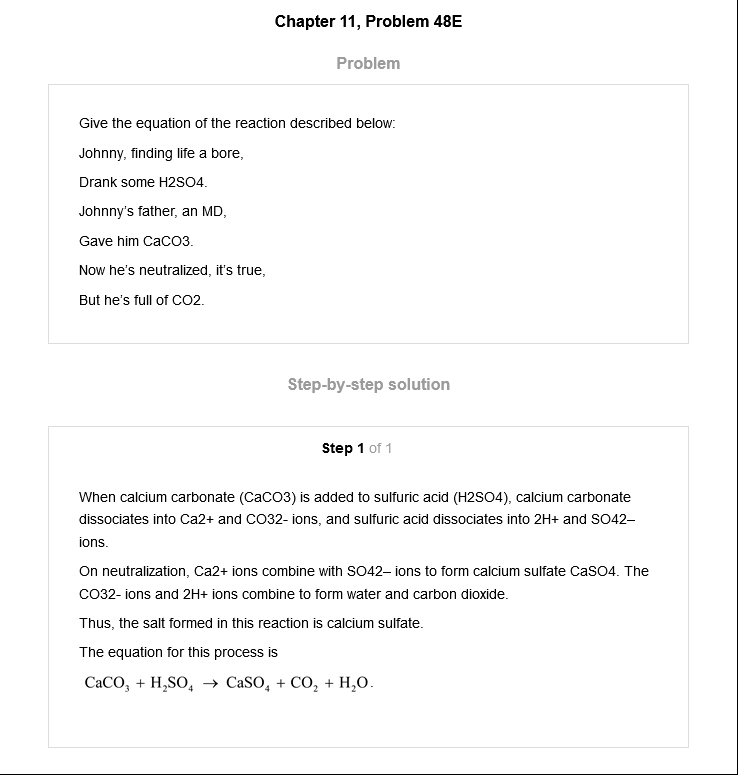 Chapter 11, Problem 48E
Problem
Give the equation of the reaction described below:
Johnny, finding life a bore,
Drank some H2SO4.
Johnny's father, an MD,
Gave him CaCO3.
Now he's neutralized, it's true,
But he's full of CO2.
Step-by-step solution
Step 1 of 1
When calcium carbonate (CaCO3) is added to sulfuric acid (H2SO4), calcium carbonate
dissociates into Ca2+ and CO32- ions, and sulfuric acid dissociates into 2H+ and SO42–
ions.
On neutralization, Ca2+ ions combine with SO42– ions to form calcium sulfate CaSO4. The
CO32- ions and 2H+ ions combine to form water and carbon dioxide.
Thus, the salt formed in this reaction is calcium sulfate.
The equation for this process is
CaCO₃ + H₂SO₄ → CaSO₄ + CO₂ + H₂O.